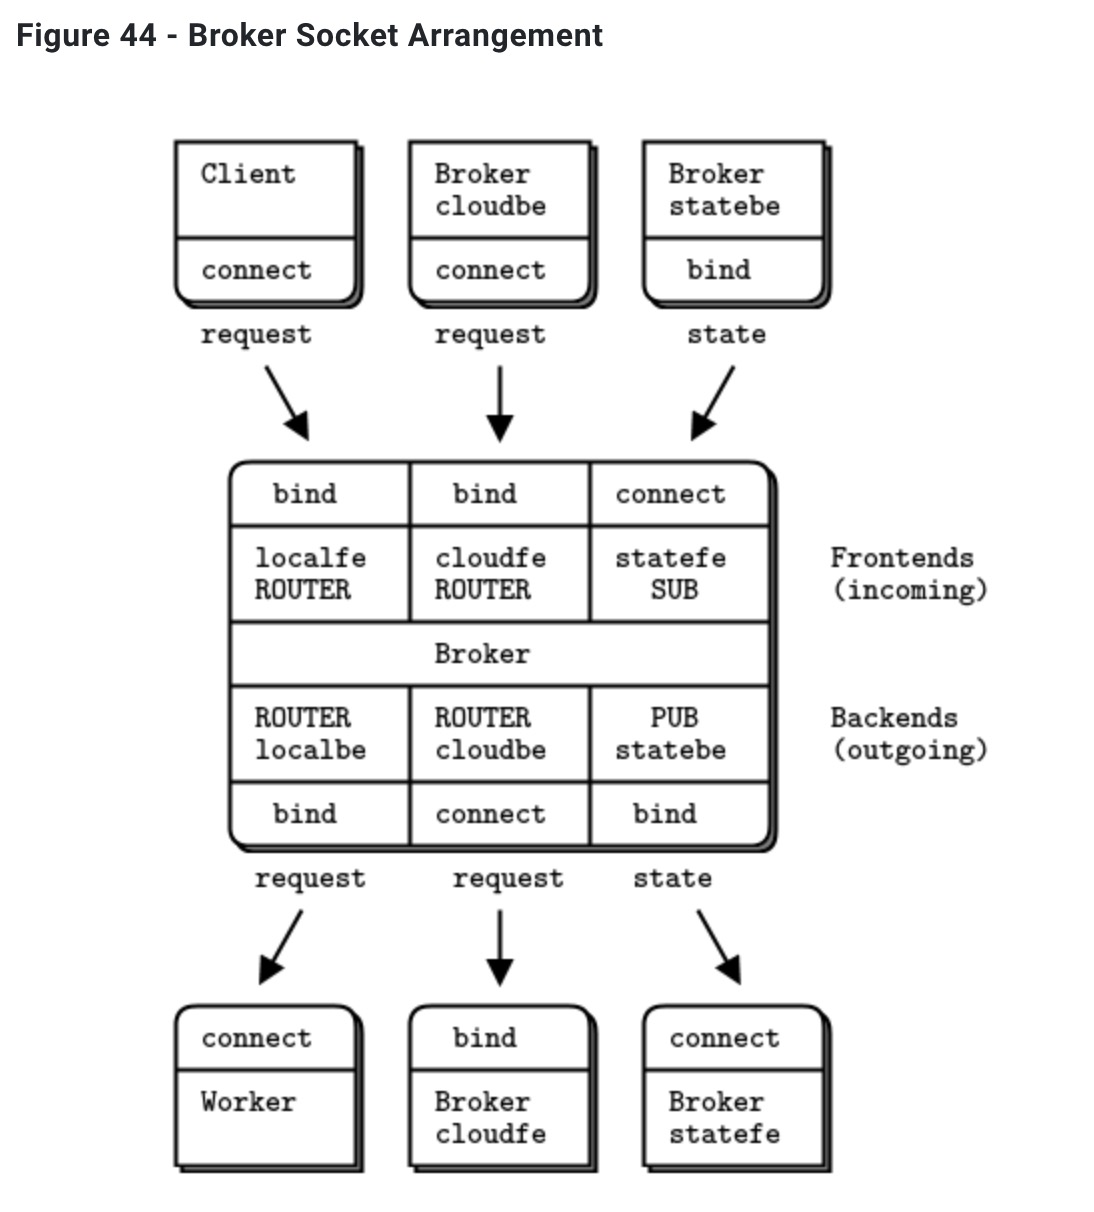 Figure 44 - Broker Socket Arrangement
Client
Broker
cloudbe
Broker
statebe
connect
connect
bind
request
request
state
bind
bind
connect
localfe
ROUTER
cloudfe
ROUTER
statefe
SUB
Frontends
(incoming)
Broker
ROUTER
localbe
ROUTER
cloudbe
PUB
statebe
Backends
(outgoing)
bind
connect
bind
request
request
state
connect
bind
connect
Worker
Broker
cloudfe
Broker
statefe